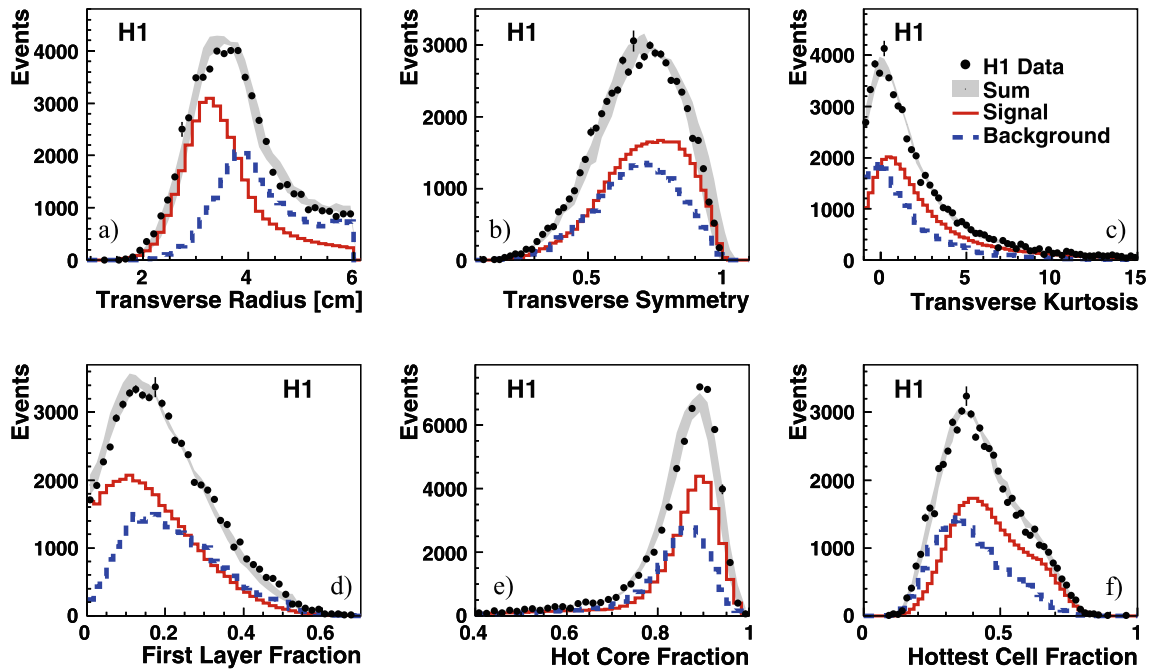 H1
Events
4000
3000
2000
1000
0
a)
2
4
6
Transverse Radius [cm]
H1
Events
3000
2000
1000
0
b)
0.5
1
Transverse Symmetry
H1
Events
5000
4000
3000
2000
1000
0
H1 Data
Sum
Signal
Background
c)
0
5
10
15
Transverse Kurtosis
H1
Events
3000
2000
1000
0
d)
0
0.2
0.4
0.6
First Layer Fraction
H1
Events
6000
4000
2000
0
e)
0.4
0.6
0.8
1
Hot Core Fraction
H1
Events
3000
2000
1000
0
f)
0
0.5
1
Hottest Cell Fraction